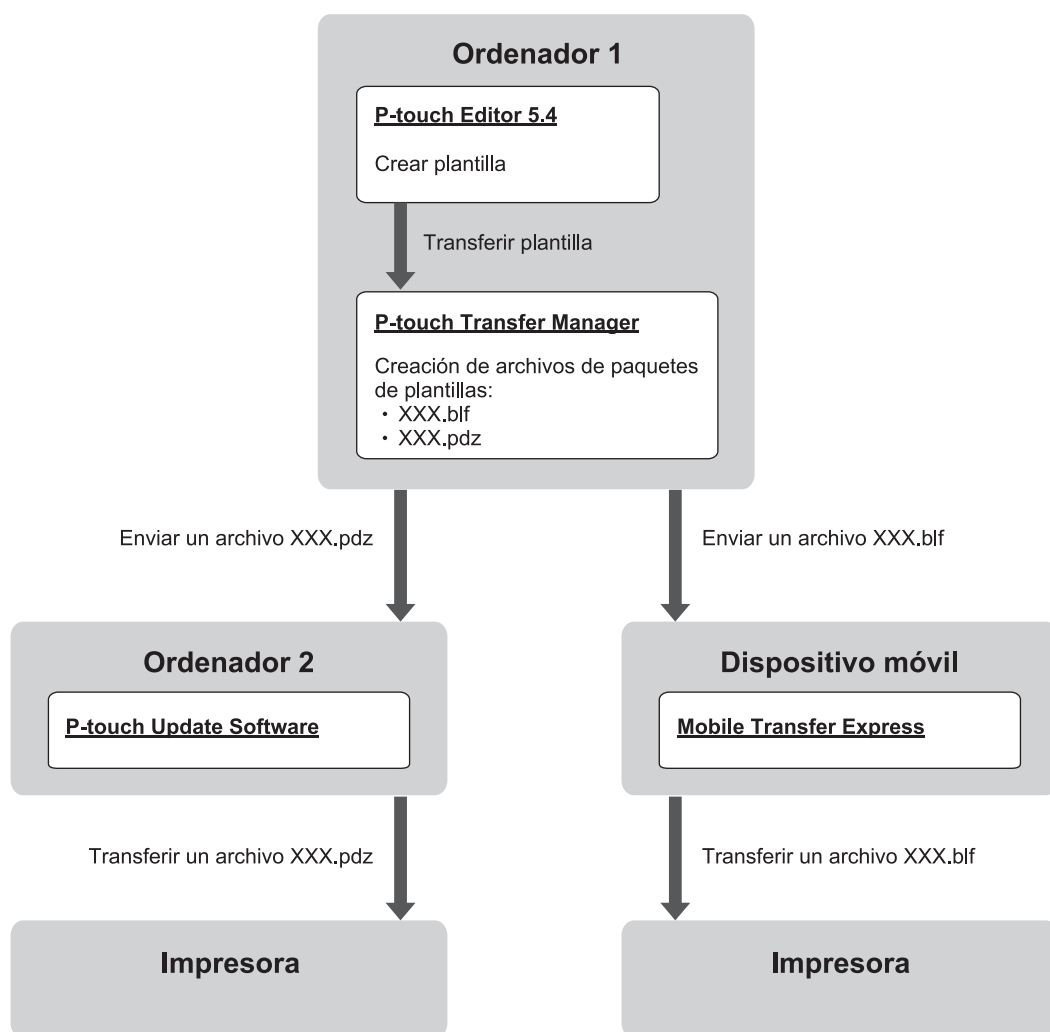 Ordenador 1
P-touch Editor 5.4
Crear plantilla
Transferir plantilla
P-touch Transfer Manager
Creación de archivos de paquetes
de plantillas:
• XXX.blf
• XXX.pdz
Enviar un archivo XXX.pdz
Enviar un archivo XXX.blf
Ordenador 2
P-touch Update Software
Dispositivo móvil
Mobile Transfer Express
Transferir un archivo XXX.pdz
Transferir un archivo XXX.blf
Impresora
Impresora